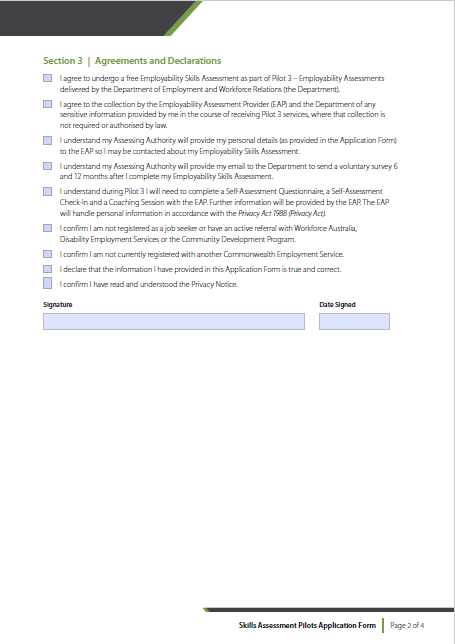 Section 3 | Agreements and Declarations
I agree to undergo a free Employability Skills Assessment as part of Pilot 3 – Employability Assessments
delivered by the Department of Employment and Workforce Relations (the Department).
I agree to the collection by the Employability Assessment Provider (EAP) and the Department of any
sensitive information provided by me in the course of receiving Pilot 3 services, where that collection is
not required or authorised by law.
I understand my Assessing Authority will provide my personal details (as provided in the Application Form)
to the EAP so I may be contacted about my Employability Skills Assessment.
I understand my Assessing Authority will provide my email to the Department to send a voluntary survey 6
and 12 months after I complete my Employability Skills Assessment.
I understand during Pilot 3 I will need to complete a Self-Assessment Questionnaire, a Self-Assessment
Check-In and a Coaching Session with the EAP. Further information will be provided by the EAP. The EAP
will handle personal information in accordance with the Privacy Act 1988 (Privacy Act).
I confirm I am not registered as a job seeker or have an active referral with Workforce Australia,
Disability Employment Services or the Community Development Program.
I confirm I am not currently registered with another Commonwealth Employment Service.
I declare that the information I have provided in this Application Form is true and correct.
I confirm I have read and understood the Privacy Notice.
Signature Date Signed
Skills Assessment Pilots Application Form | Page 2 of 4